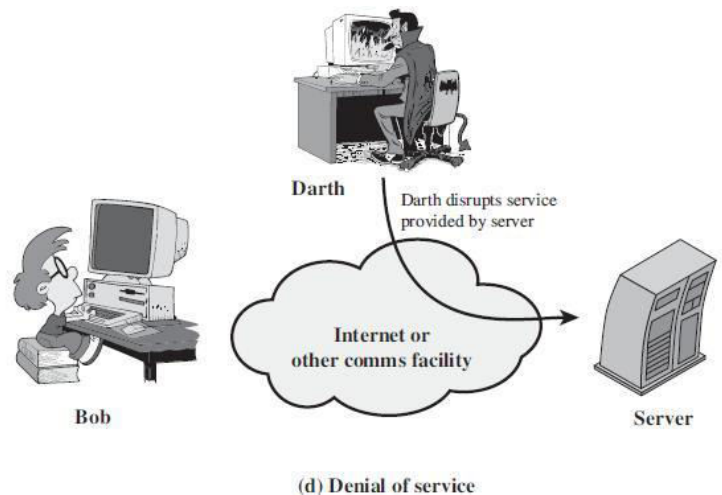 Darth
Darth disrupts service
provided by server
Internet or
other comms facility
Bob
Server
(d) Denial of service